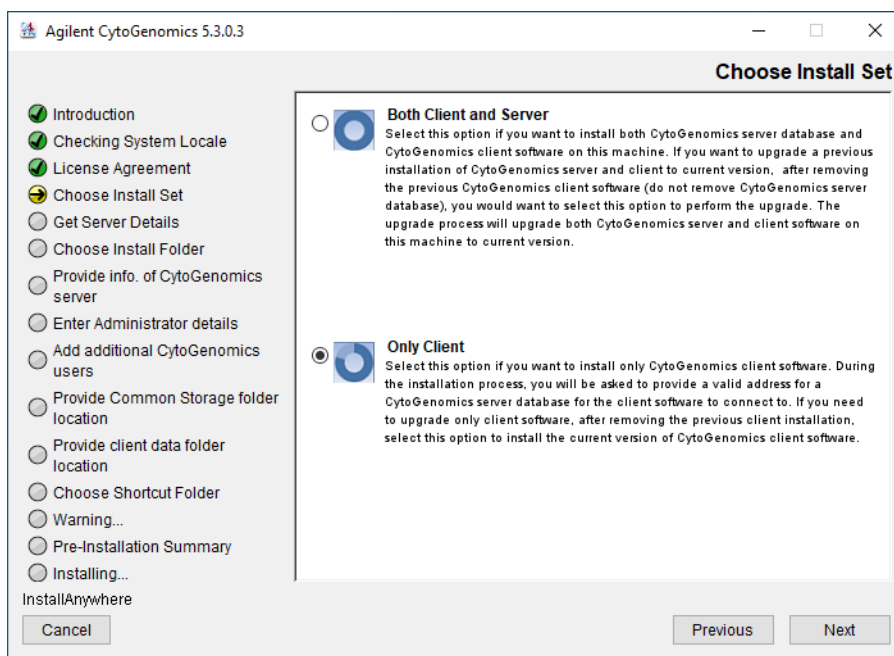 Agilent CytoGenomics 5.3.0.3
Choose Install Set
Introduction
Checking System Locale
License Agreement
Choose Install Set
Get Server Details
Choose Install Folder
Provide info. of CytoGenomics
server
Enter Administrator details
Add additional CytoGenomics
users
Provide Common Storage folder
location
Provide client data folder
location
Choose Shortcut Folder
Warning...
Pre-Installation Summary
Installing...
Both Client and Server
Select this option if you want to install both CytoGenomics server database and
CytoGenomics client software on this machine. If you want to upgrade a previous
installation of CytoGenomics server and client to current version, after removing
the previous CytoGenomics client software (do not remove CytoGenomics server
database), you would want to select this option to perform the upgrade. The
upgrade process will upgrade both CytoGenomics server and client software on
this machine to current version.
Only Client
Select this option if you want to install only CytoGenomics client software. During
the installation process, you will be asked to provide a valid address for a
CytoGenomics server database for the client software to connect to. If you need
to upgrade only client software, after removing the previous client installation,
select this option to install the current version of CytoGenomics client software.
InstallAnywhere
Cancel
Previous
Next